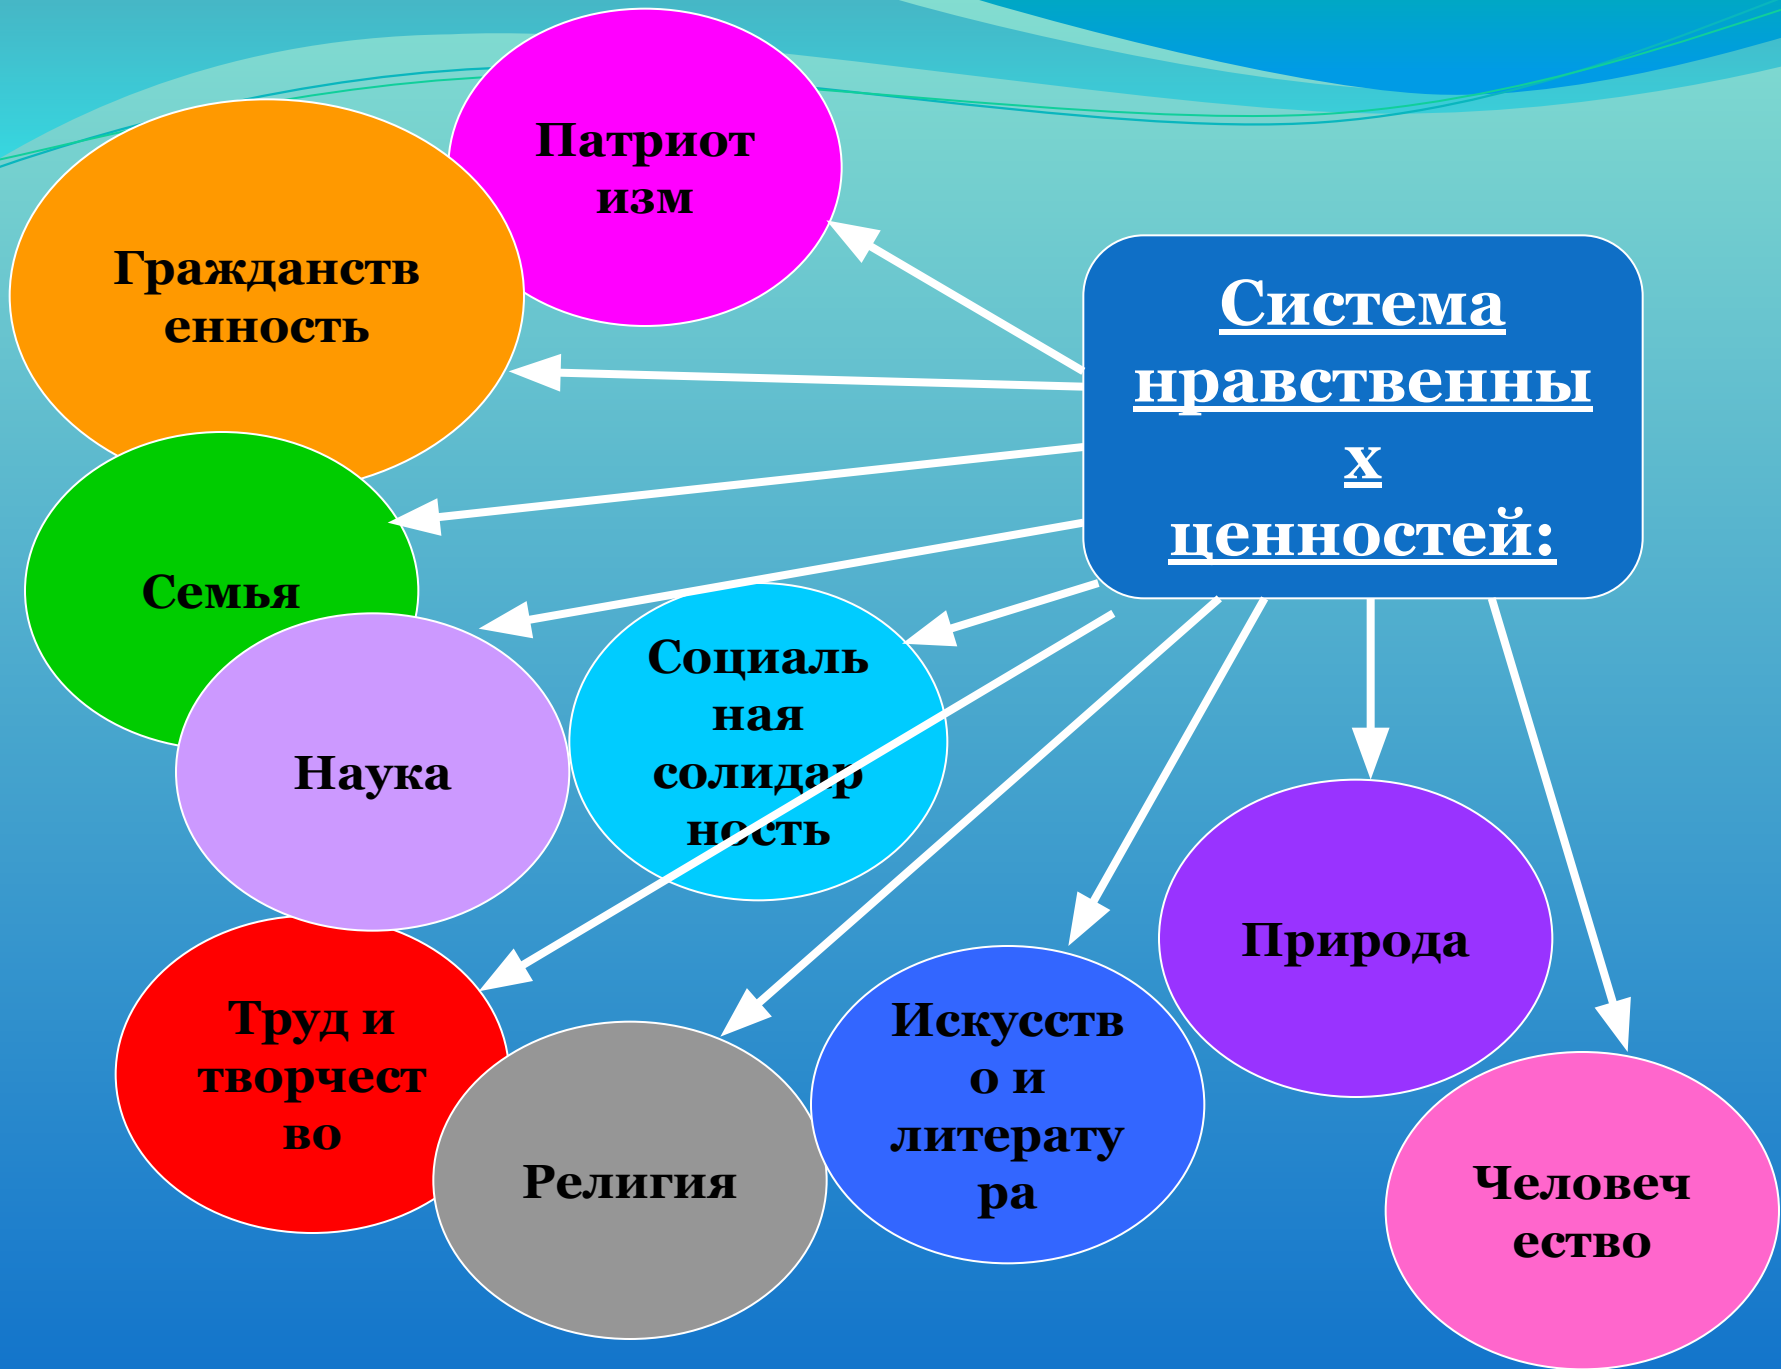 Патриот
изм
Гражданств
енность
Система
нравственны
х
ценностей:
Семья
Социаль
ная
солидар
ность
Наука
Природа
Труд и
творчест
во
Искусств
о и
литерату
ра
Религия
Человеч
ество